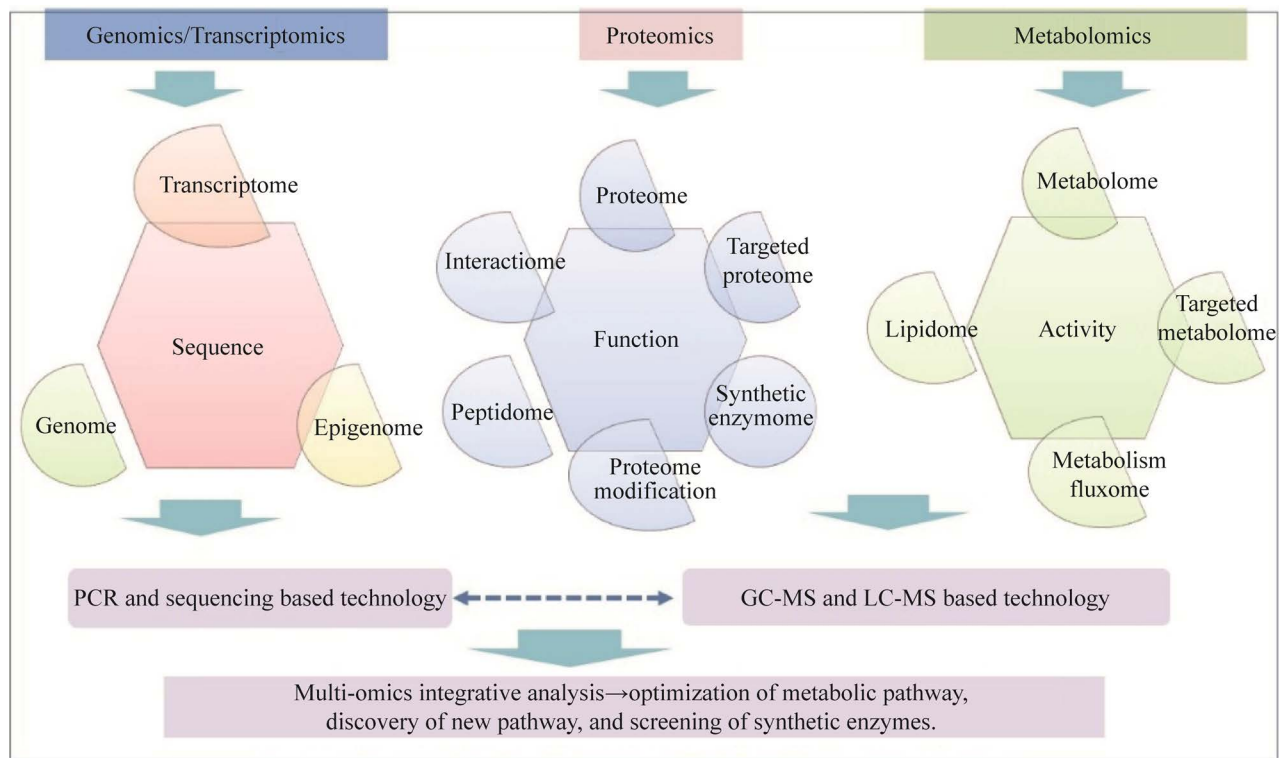 Genomics/Transcriptomics
Proteomics
Metabolomics
Transcriptome
Sequence
Genome
Epigenome
Proteome
Interactiome
Targeted
proteome
Function
Peptidome
Synthetic
enzymome
Proteome
modification
Metabolome
Lipidome
Activity
Targeted
metabolome
Metabolism
fluxome
PCR and sequencing based technology
GC-MS and LC-MS based technology
Multi-omics integrative analysis→optimization of metabolic pathway,
discovery of new pathway, and screening of synthetic enzymes.